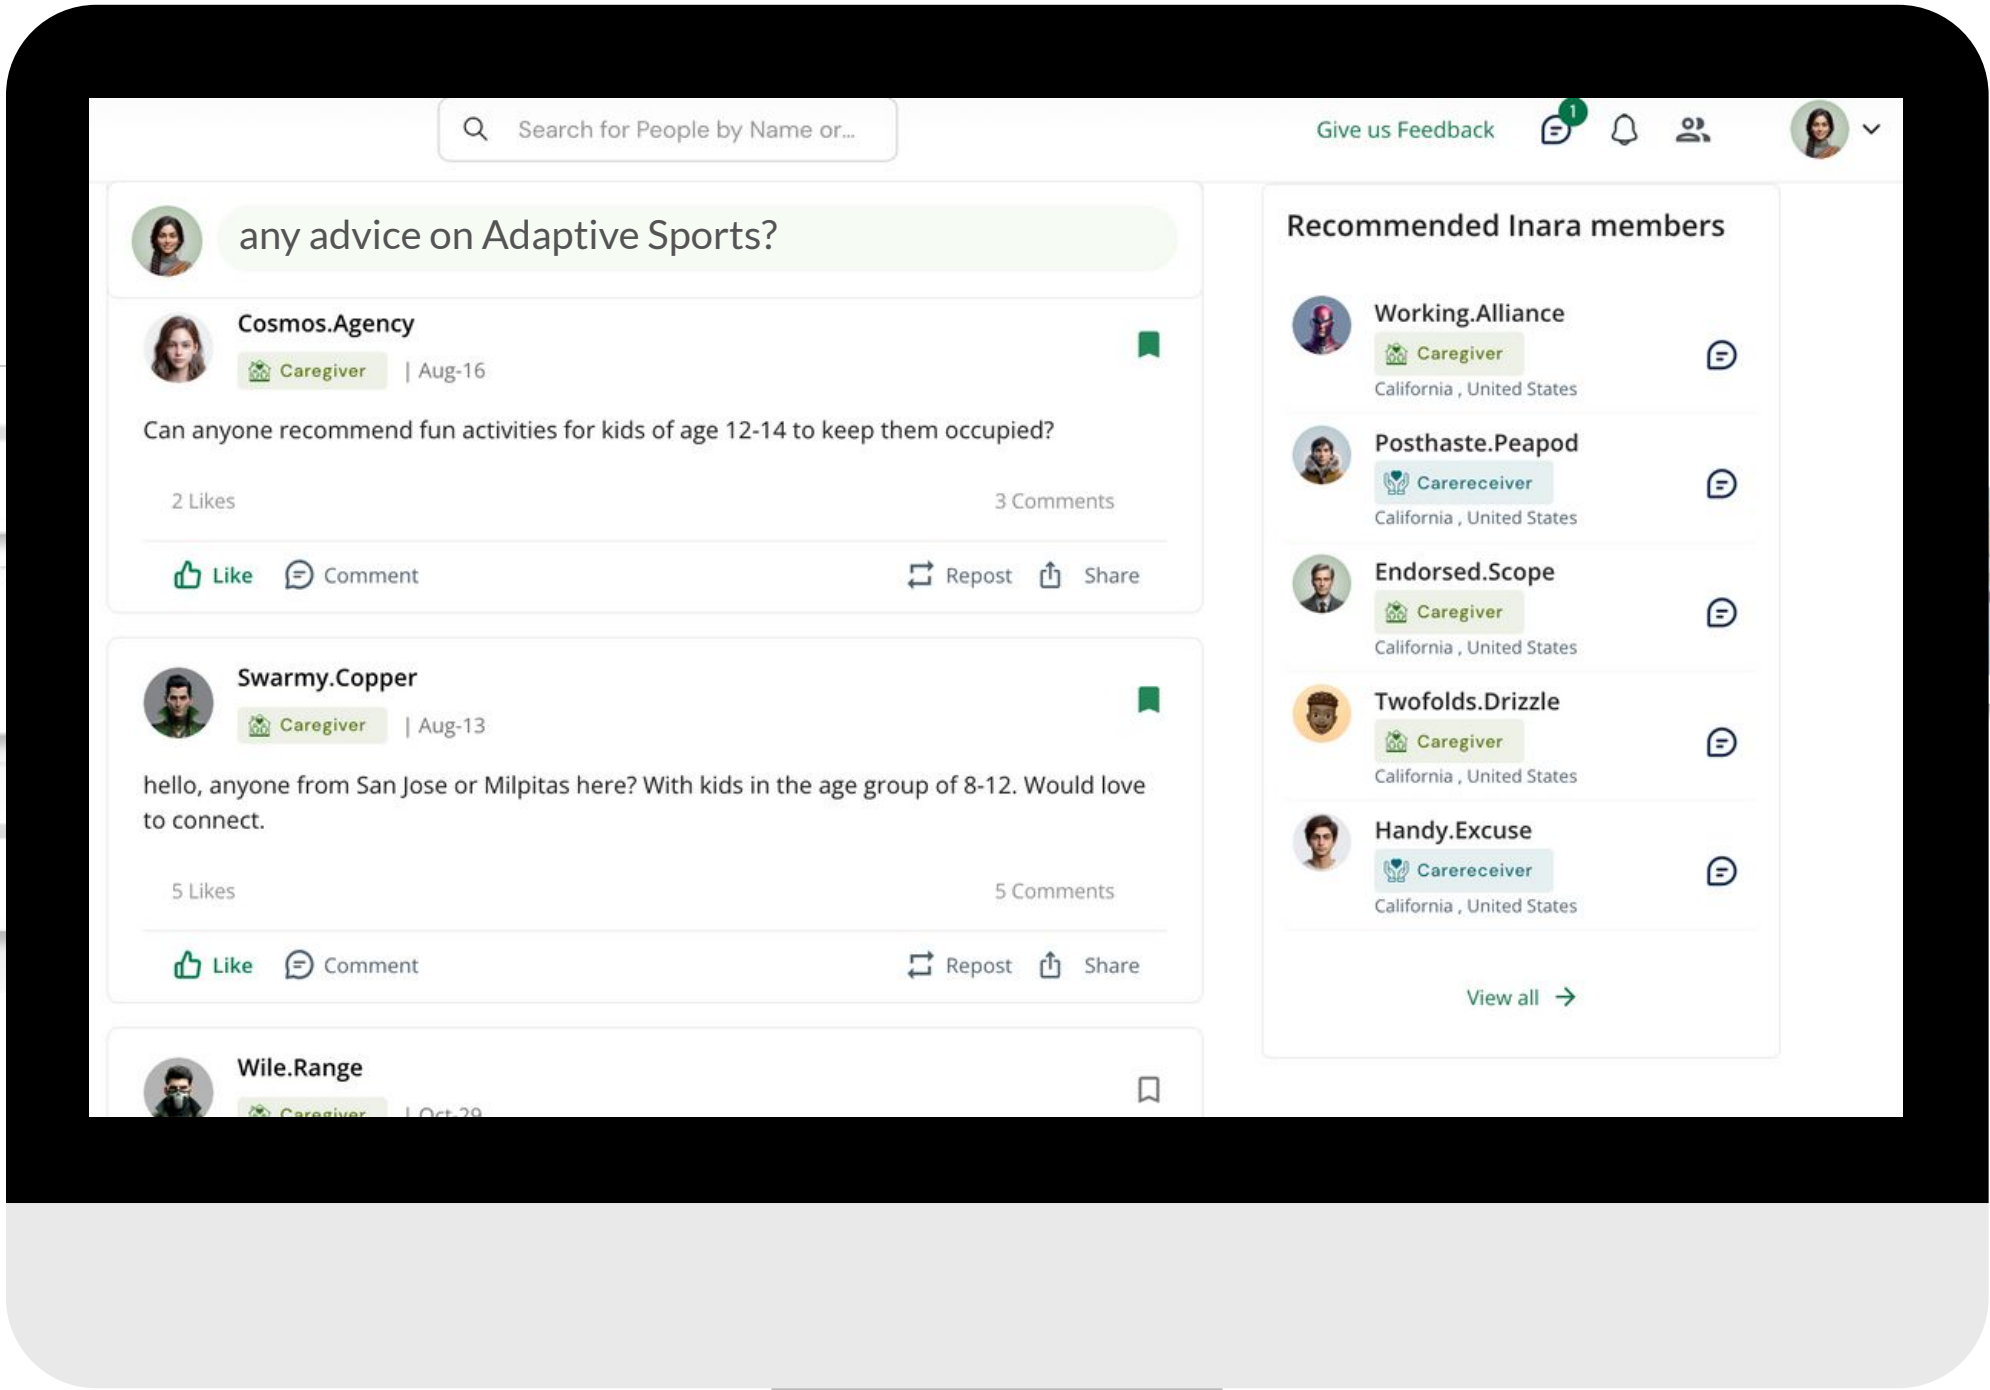 Search for People by Name or...
Give us Feedback
1
any advice on Adaptive Sports?
Cosmos.Agency
Caregiver | Aug-16
Can anyone recommend fun activities for kids of age 12-14 to keep them occupied?
2 Likes 3 Comments
Like Comment Repost Share
Swarmy.Copper
Caregiver | Aug-13
hello, anyone from San Jose or Milpitas here? With kids in the age group of 8-12. Would love
to connect.
5 Likes 5 Comments
Like Comment Repost Share
Wile.Range
Caregiver | Oct-29
Recommended Inara members
Working.Alliance
Caregiver
California , United States
Posthaste.Peapod
Carereceiver
California , United States
Endorsed.Scope
Caregiver
California , United States
Twofolds.Drizzle
Caregiver
California , United States
Handy.Excuse
Carereceiver
California , United States
View all